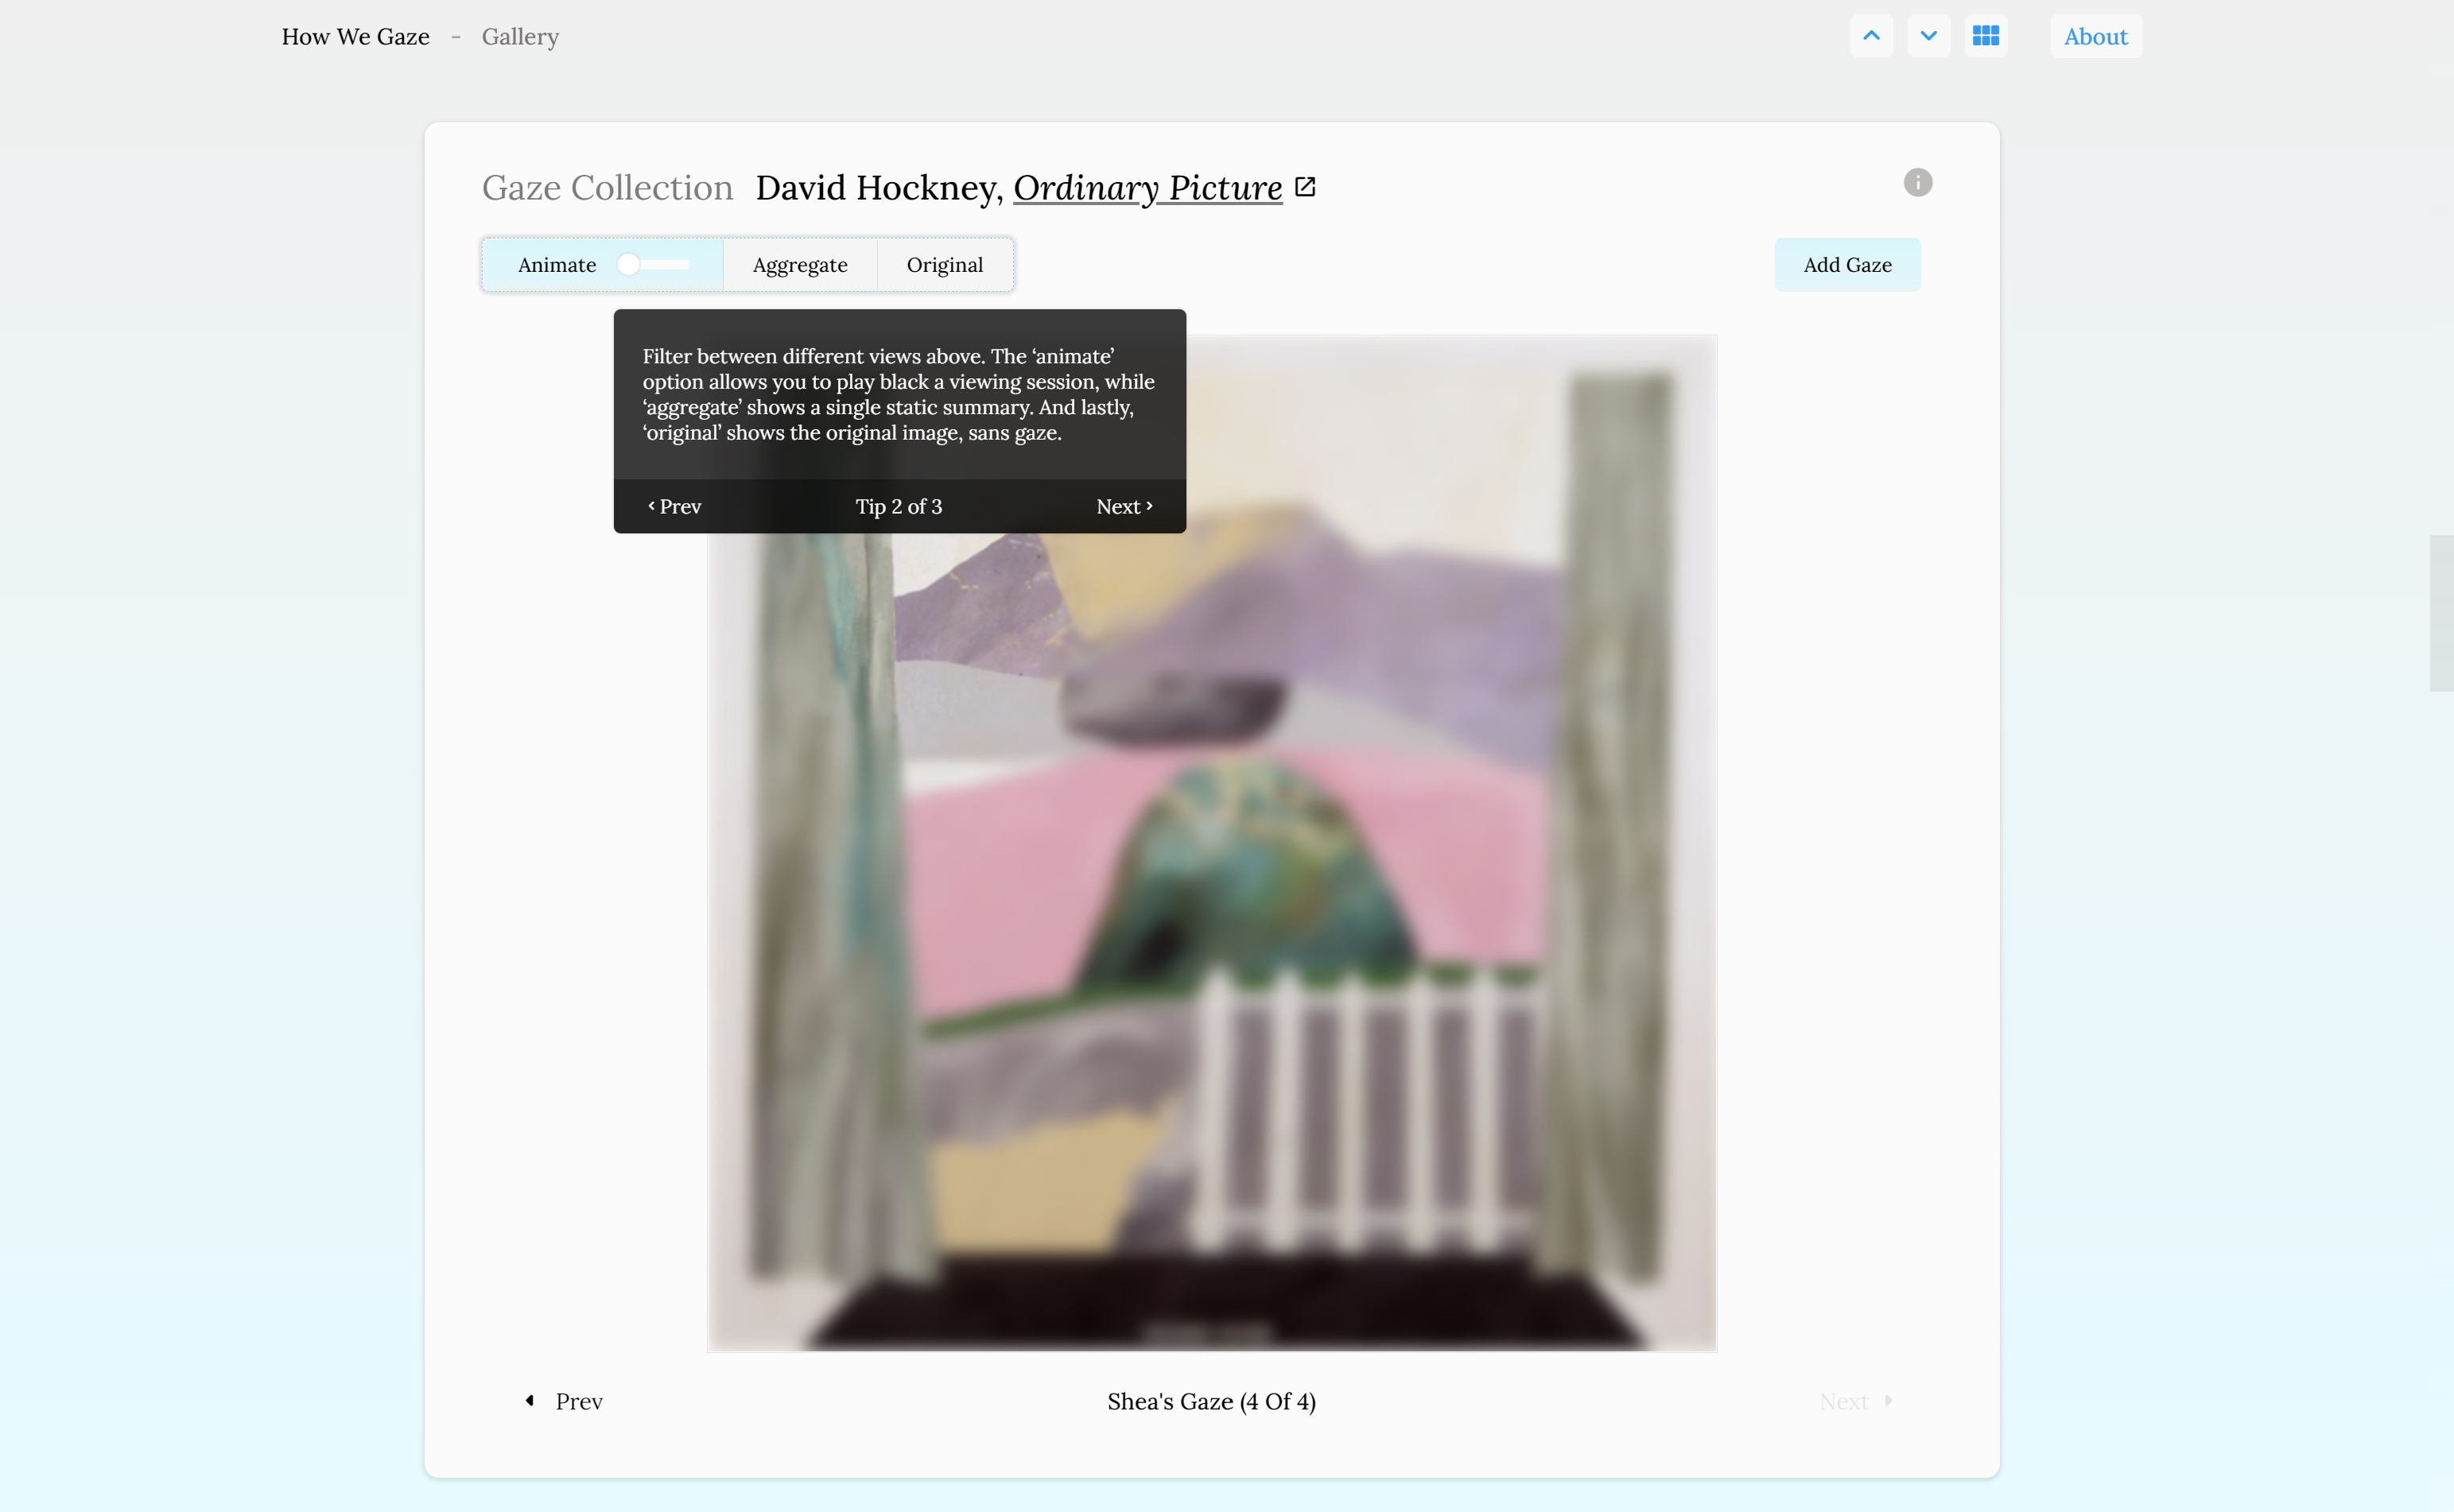 How We Gaze - Gallery
About
Gaze Collection David Hockney, Ordinary Picture
Animate Aggregate Original
Add Gaze
Filter between different views above. The ‘animate’
option allows you to play black a viewing session, while
‘aggregate’ shows a single static summary. And lastly,
‘original’ shows the original image, sans gaze.
‹ Prev Tip 2 of 3 Next ›
Prev Shea's Gaze (4 Of 4) Next